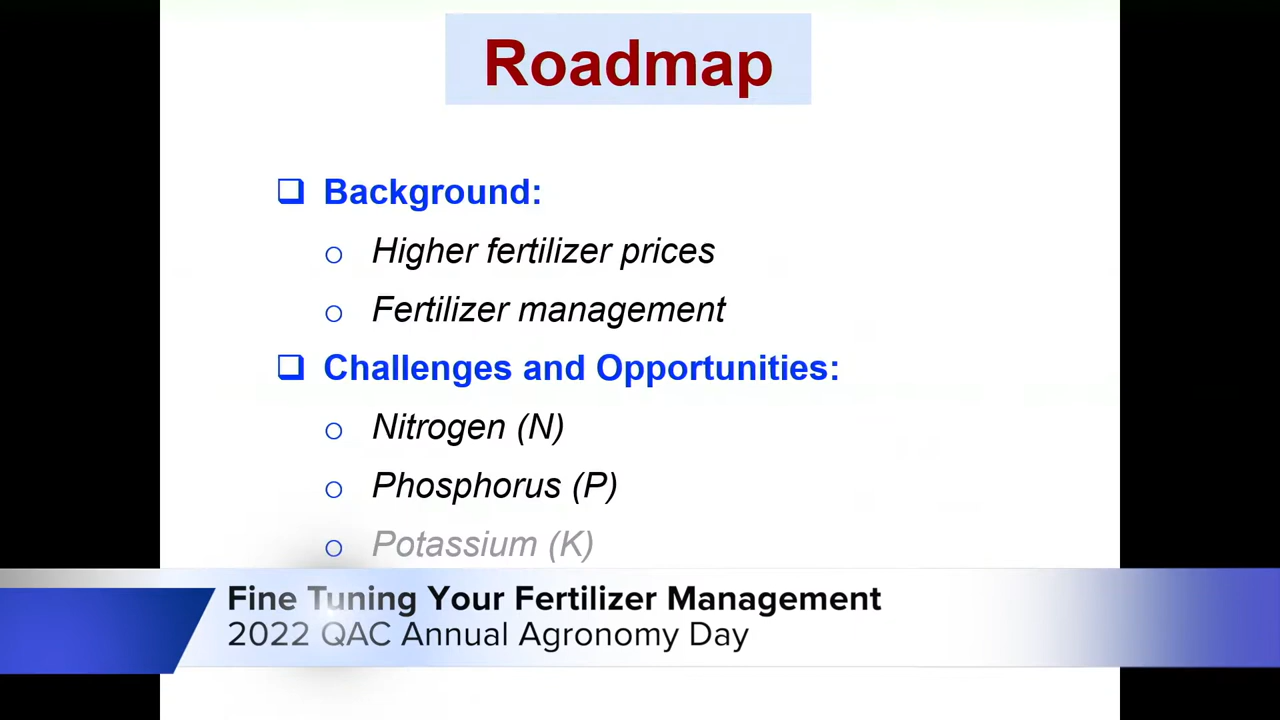 Roadmap
Background:
Higher fertilizer prices
Fertilizer management
Challenges and Opportunities:
Nitrogen (N)
Phosphorus (P)
Potassium (K)
Fine Tuning Your Fertilizer Management
2022 QAC Annual Agronomy Day